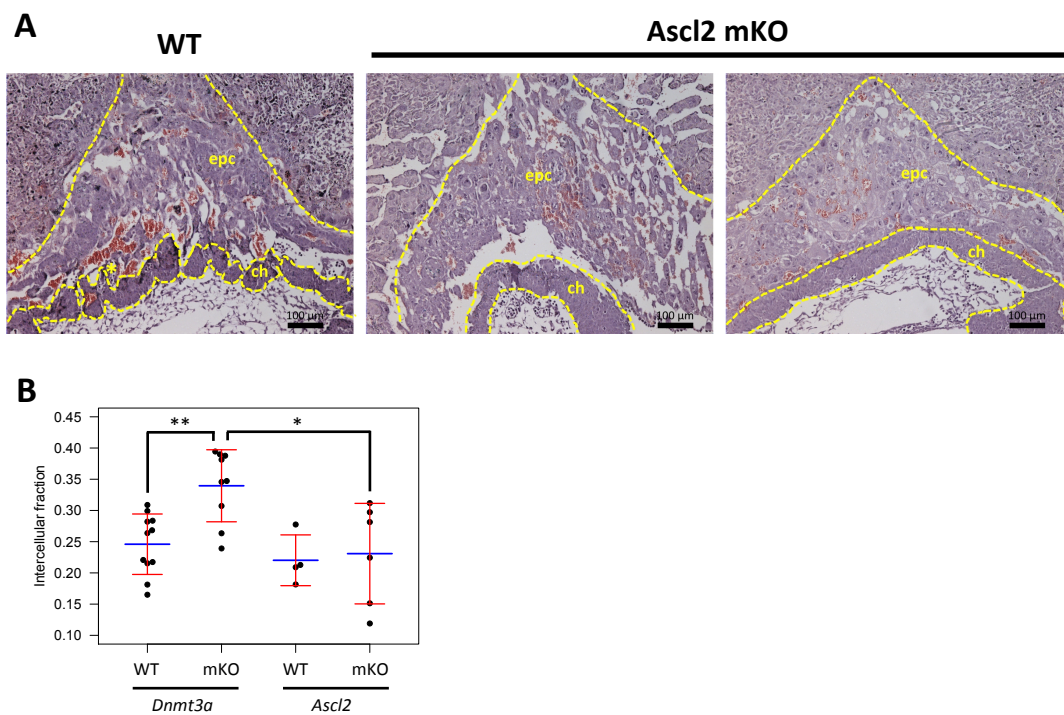 A
WT
Ascl2 mKO
epc
*
ch
100 µm
epc
ch
100 µm
epc
ch
100 µm
B
Intercellular fraction
0.45
0.40
0.35
0.30
0.25
0.20
0.15
0.10
**
*
WT mKO WT mKO
Dnmt3a Ascl2